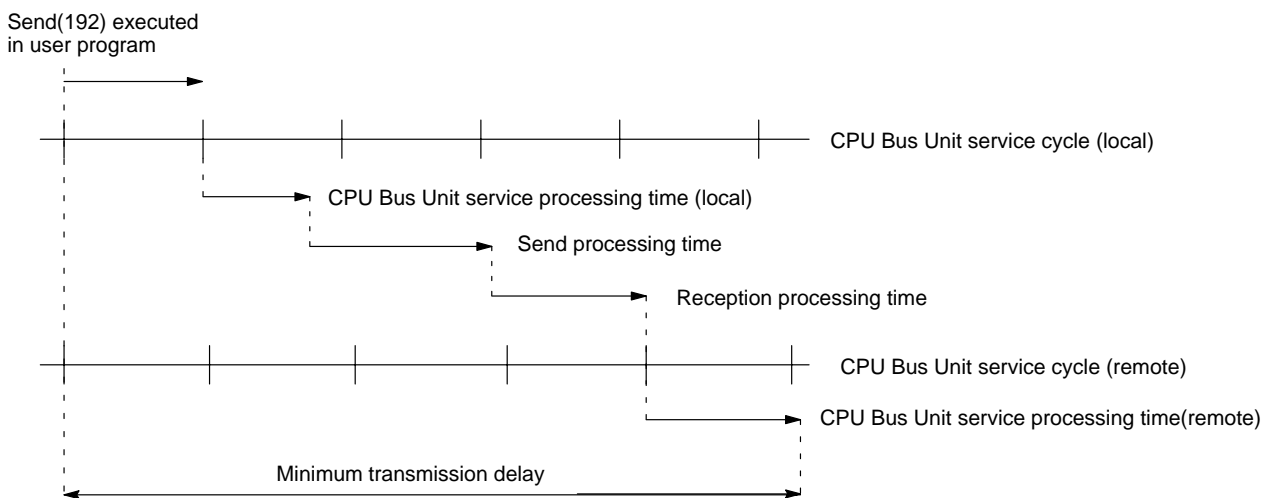 Send(192) executed
in user program
CPU Bus Unit service cycle (local)
CPU Bus Unit service processing time (local)
Send processing time
Reception processing time
CPU Bus Unit service cycle (remote)
CPU Bus Unit service processing time(remote)
Minimum transmission delay